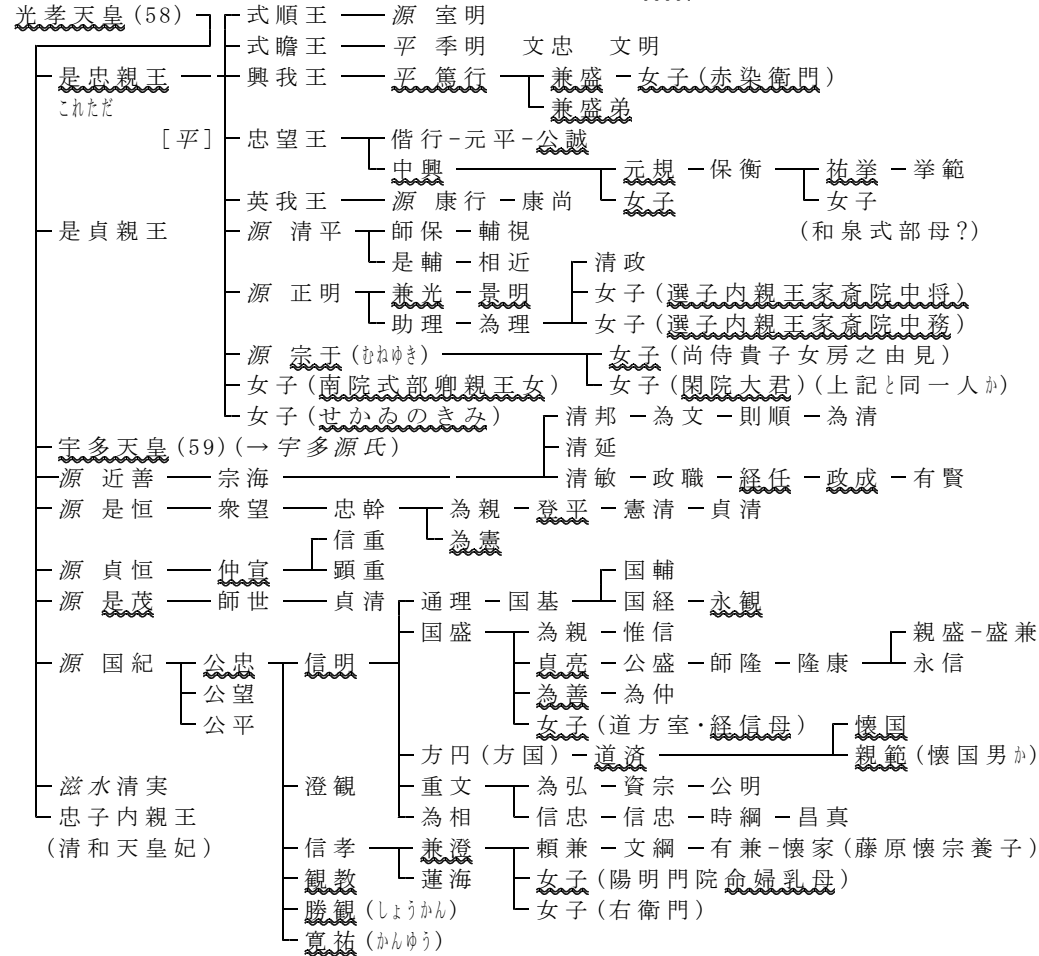 光孝天皇(58) 式順王 源 室明
式瞻王 平 季明 文忠 文明
是忠親王 興我王 平 篤行 兼盛 女子(赤染衛門)
これただ 兼盛弟
[平] 忠望王 偕行-元平-公誠
中興 元規 保衡 祐挙 挙範
英我王 源 康行 康尚 女子 女子
是貞親王 源 清平 師保 輔視 (和泉式部母?)
是輔 相近 清政
源 正明 兼光 景明 女子(選子内親王家斎院中将)
助理 為理 女子(選子内親王家斎院中務)
源 宗于(むねゆき) 女子(尚侍貴子女房之由見)
女子(南院式部卿親王女) 女子(閑院大君)(上記と同一人か)
女子(せかゐのきみ) 清邦 為文 則順 為清
宇多天皇(59)(→宇多源氏) 清延
源 近善 宗海 清敏 政職 経任 政成 有賢
源 是恒 衆望 忠幹 為親 登平 憲清 貞清
信重 為憲
源 貞恒 仲宣 顕重 国輔
源 是茂 師世 貞清 通理 国基 国経 永観
国盛 為親 惟信 親盛-盛兼
源 国紀 公忠 信明 貞亮 公盛 師隆 隆康 永信
公望 為善 為仲
公平 女子(道方室・経信母) 懐国
方円(方国) 道済 親範(懐国男か)
滋水清実 澄観 重文 為弘 資宗 公明
忠子内親王 為相 信忠 信忠 時綱 昌真
(清和天皇妃) 信孝 兼澄 頼兼 文綱 有兼-懐家(藤原懐宗養子)
観教 蓮海 女子(陽明門院命婦乳母)
勝観(しょうかん) 女子(右衛門)
寛祐(かんゆう)